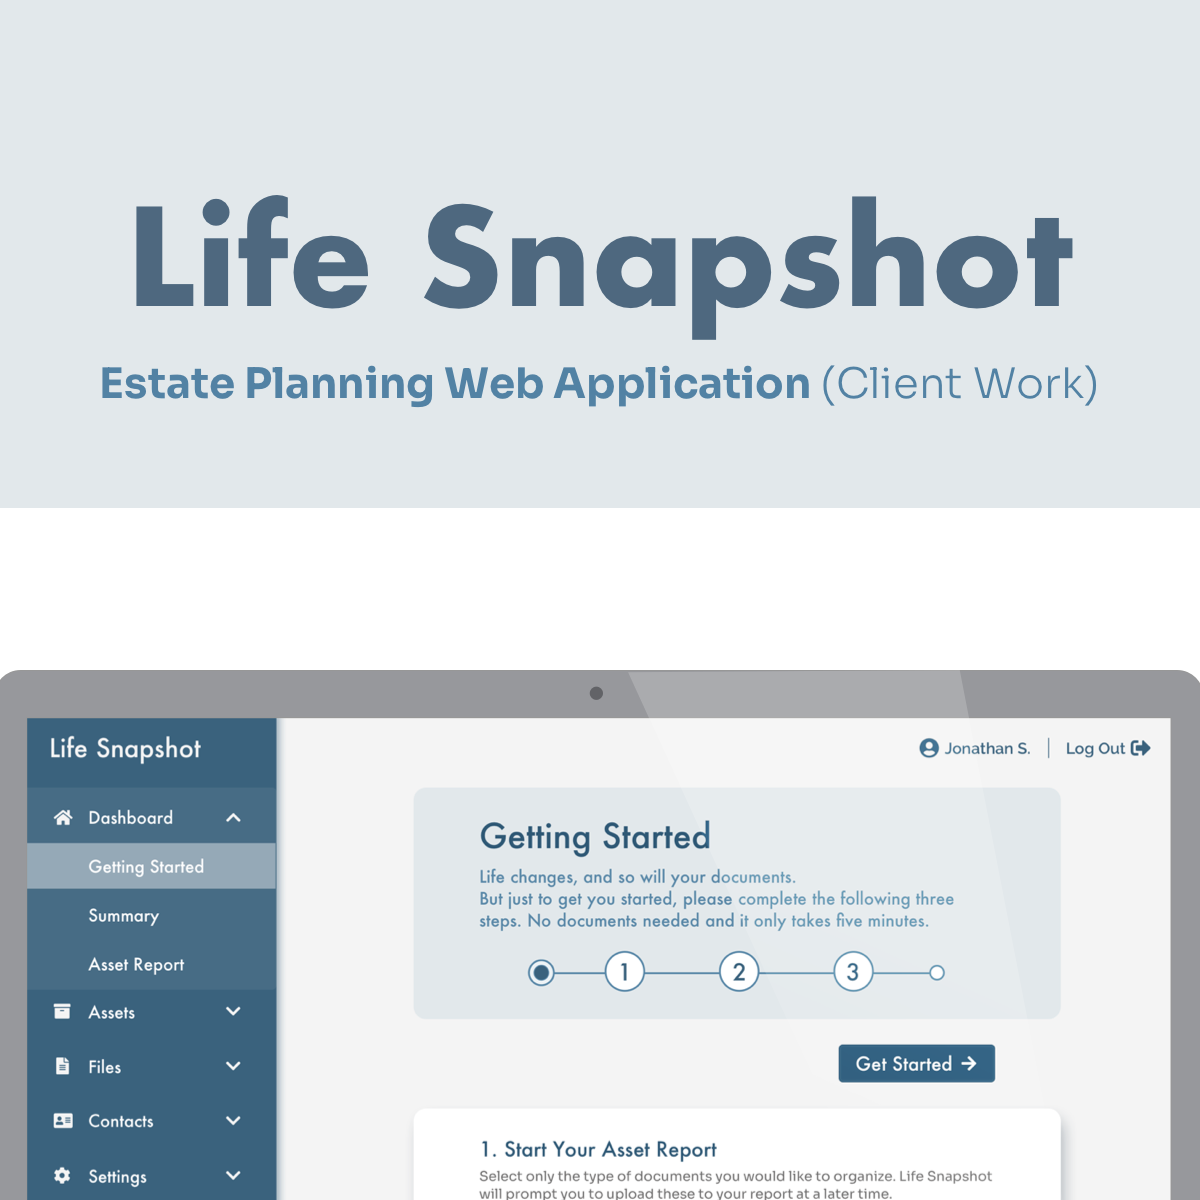 Life Snapshot
Estate Planning Web Application (Client Work)
Life Snapshot
Jonathan S. | Log Out
Dashboard
Getting Started
Summary
Asset Report
Assets
Files
Contacts
Settings
Getting Started
Life changes, and so will your documents.
But just to get you started, please complete the following three
steps. No documents needed and it only takes five minutes.
1 2 3
Get Started
1. Start Your Asset Report
Select only the type of documents you would like to organize. Life Snapshot
will prompt you to upload these to your report at a later time.